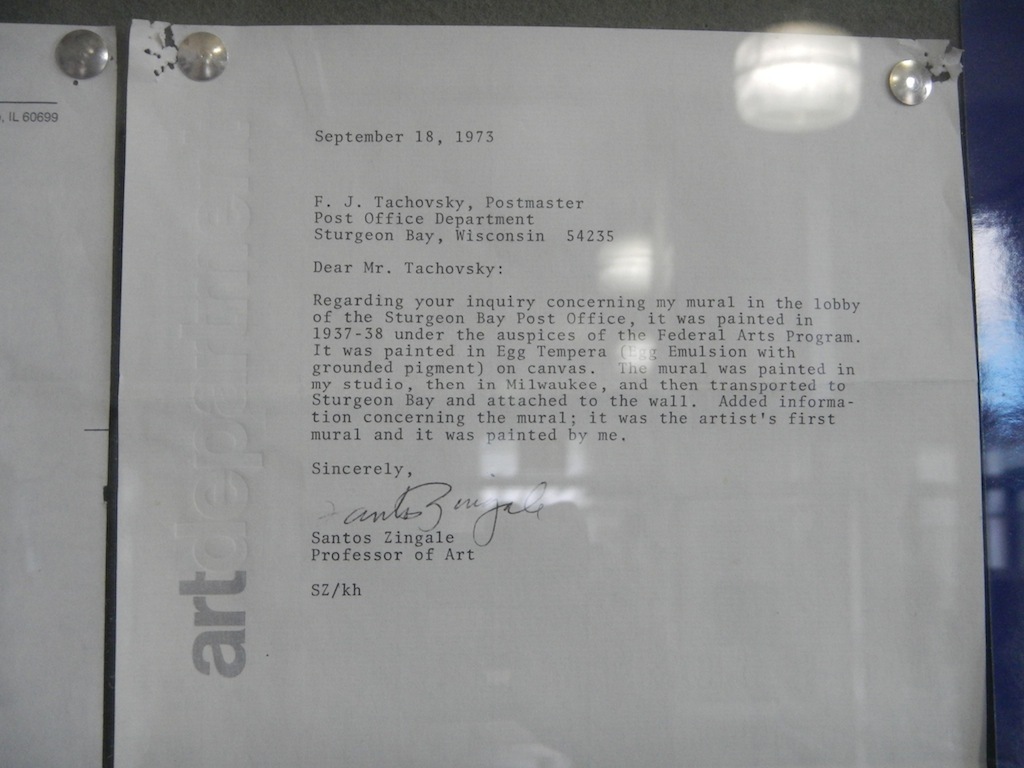 , IL 60699
artdepartment
September 18, 1973
F. J. Tachovsky, Postmaster
Post Office Department
Sturgeon Bay, Wisconsin  54235
Dear Mr. Tachovsky:
Regarding your inquiry concerning my mural in the lobby
of the Sturgeon Bay Post Office, it was painted in
1937-38 under the auspices of the Federal Arts Program.
It was painted in Egg Tempera (Egg Emulsion with
grounded pigment) on canvas.  The mural was painted in
my studio, then in Milwaukee, and then transported to
Sturgeon Bay and attached to the wall.  Added informa-
tion concerning the mural; it was the artist's first
mural and it was painted by me.
Sincerely,
Santos Zingale
Santos Zingale
Professor of Art
SZ/kh